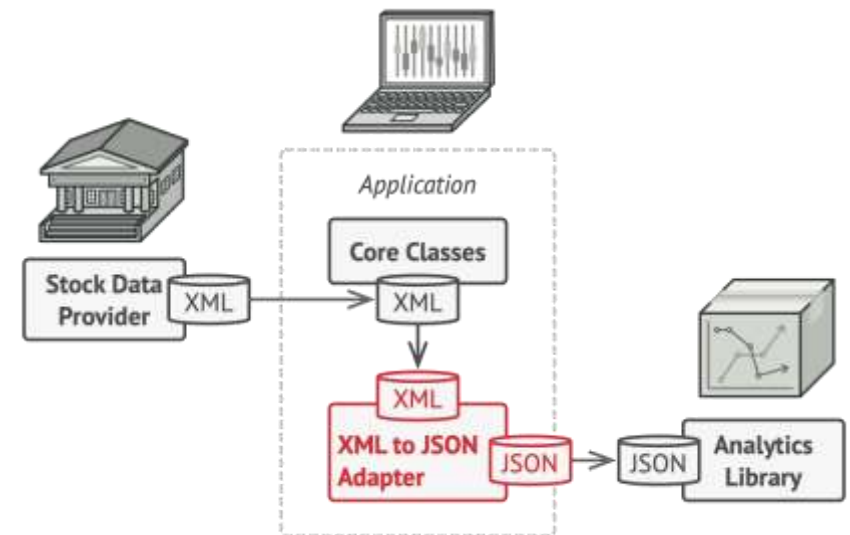 Application
Core Classes
XML
Stock Data
Provider
XML
XML
XML to JSON
Adapter
JSON
JSON
Analytics
Library